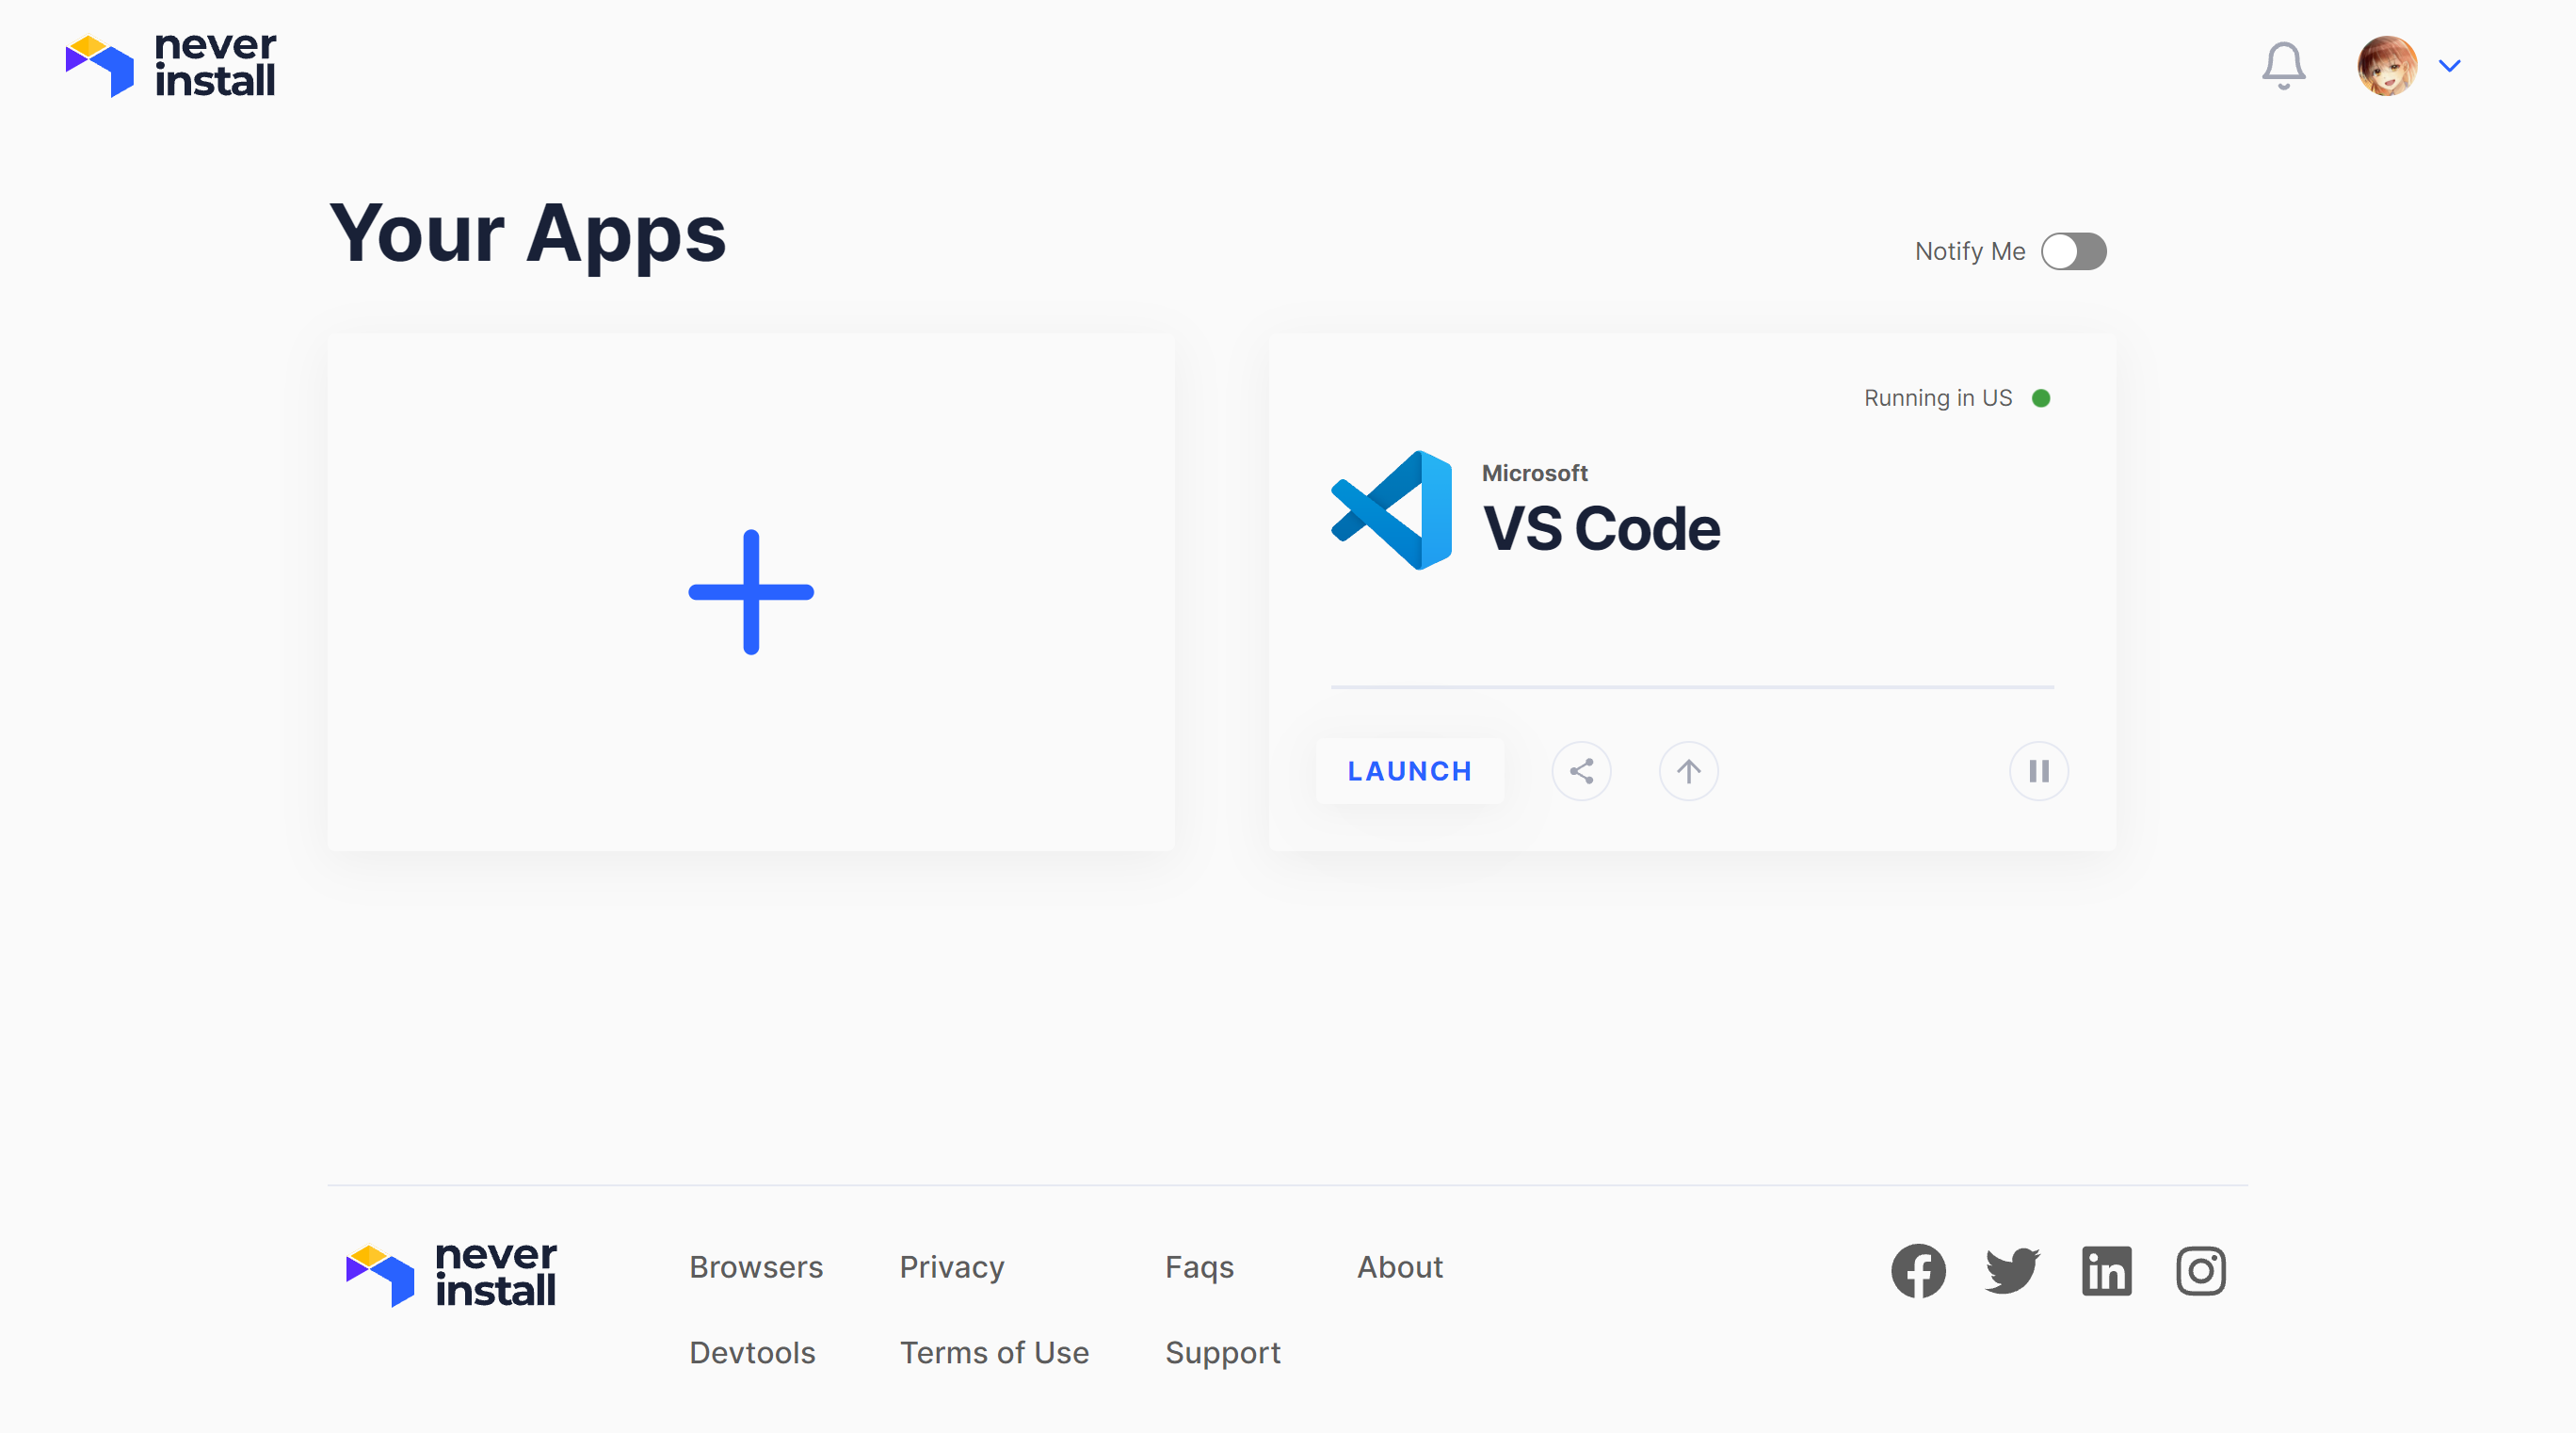 never
install
Your Apps
Notify Me
Running in US
Microsoft
VS Code
LAUNCH
never
install
Browsers
Privacy
Faqs
About
Devtools
Terms of Use
Support